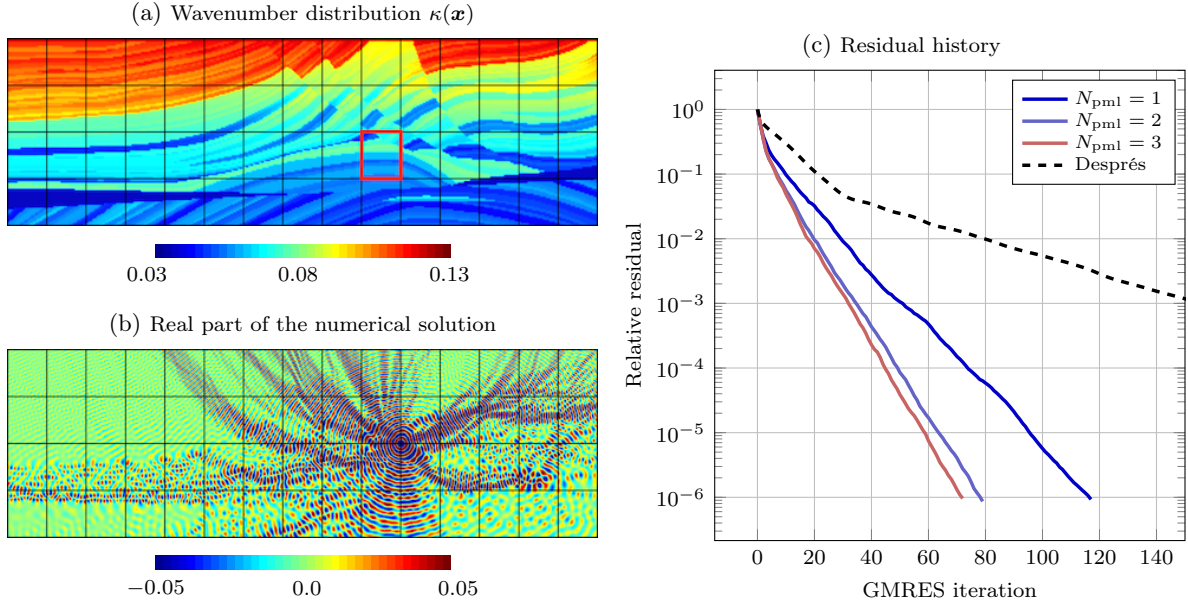 (a) Wavenumber distribution κ(𝒙)
0.03 0.08 0.13
(b) Real part of the numerical solution
−0.05 0.0 0.05
(c) Residual history
10⁰
10⁻¹
10⁻²
10⁻³
10⁻⁴
10⁻⁵
10⁻⁶
Relative residual
0 20 40 60 80 100 120 140
GMRES iteration
N_pml = 1
N_pml = 2
N_pml = 3
Després